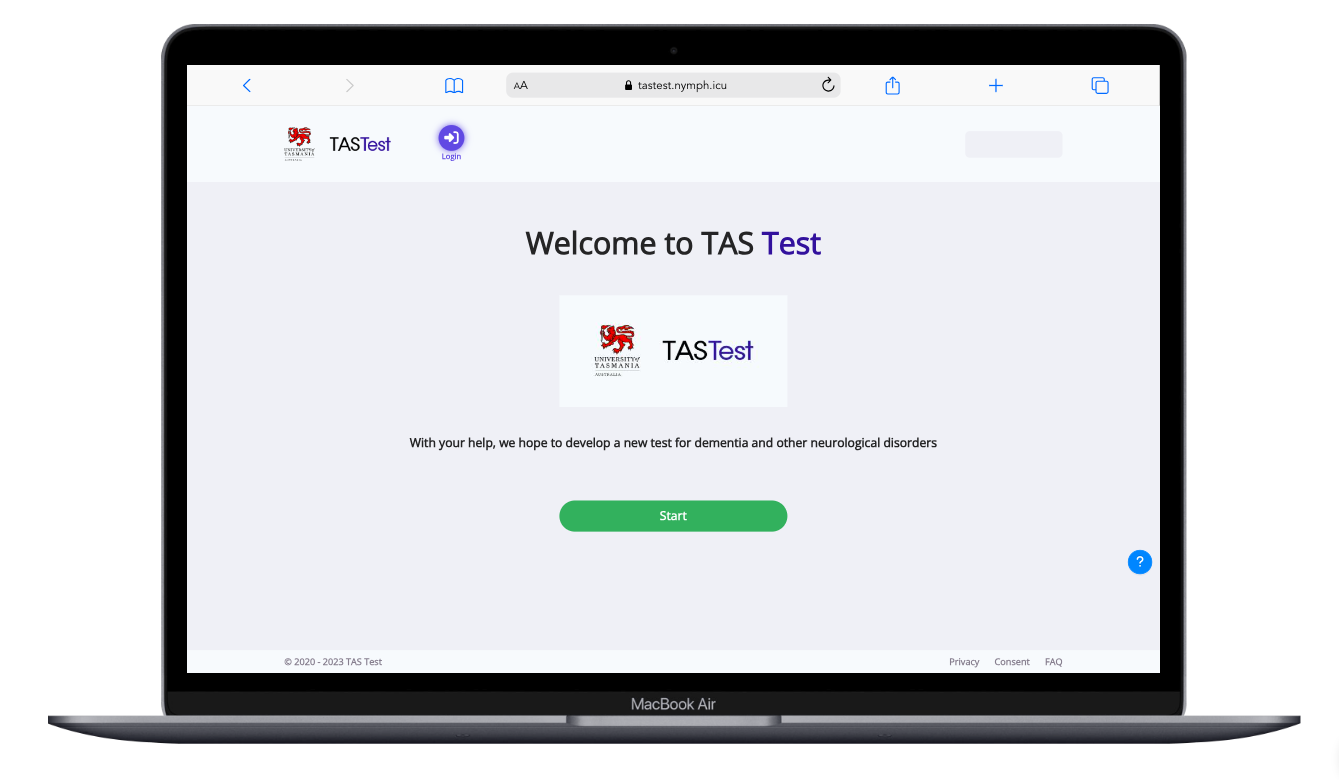 AA
tastest.nymph.icu
UNIVERSITY of
TASMANIA
TASTest
Login
Welcome to TAS Test
UNIVERSITY of
TASMANIA
AUSTRALIA
TASTest
With your help, we hope to develop a new test for dementia and other neurological disorders
Start
?
© 2020 - 2023 TAS Test
Privacy Consent FAQ
MacBook Air